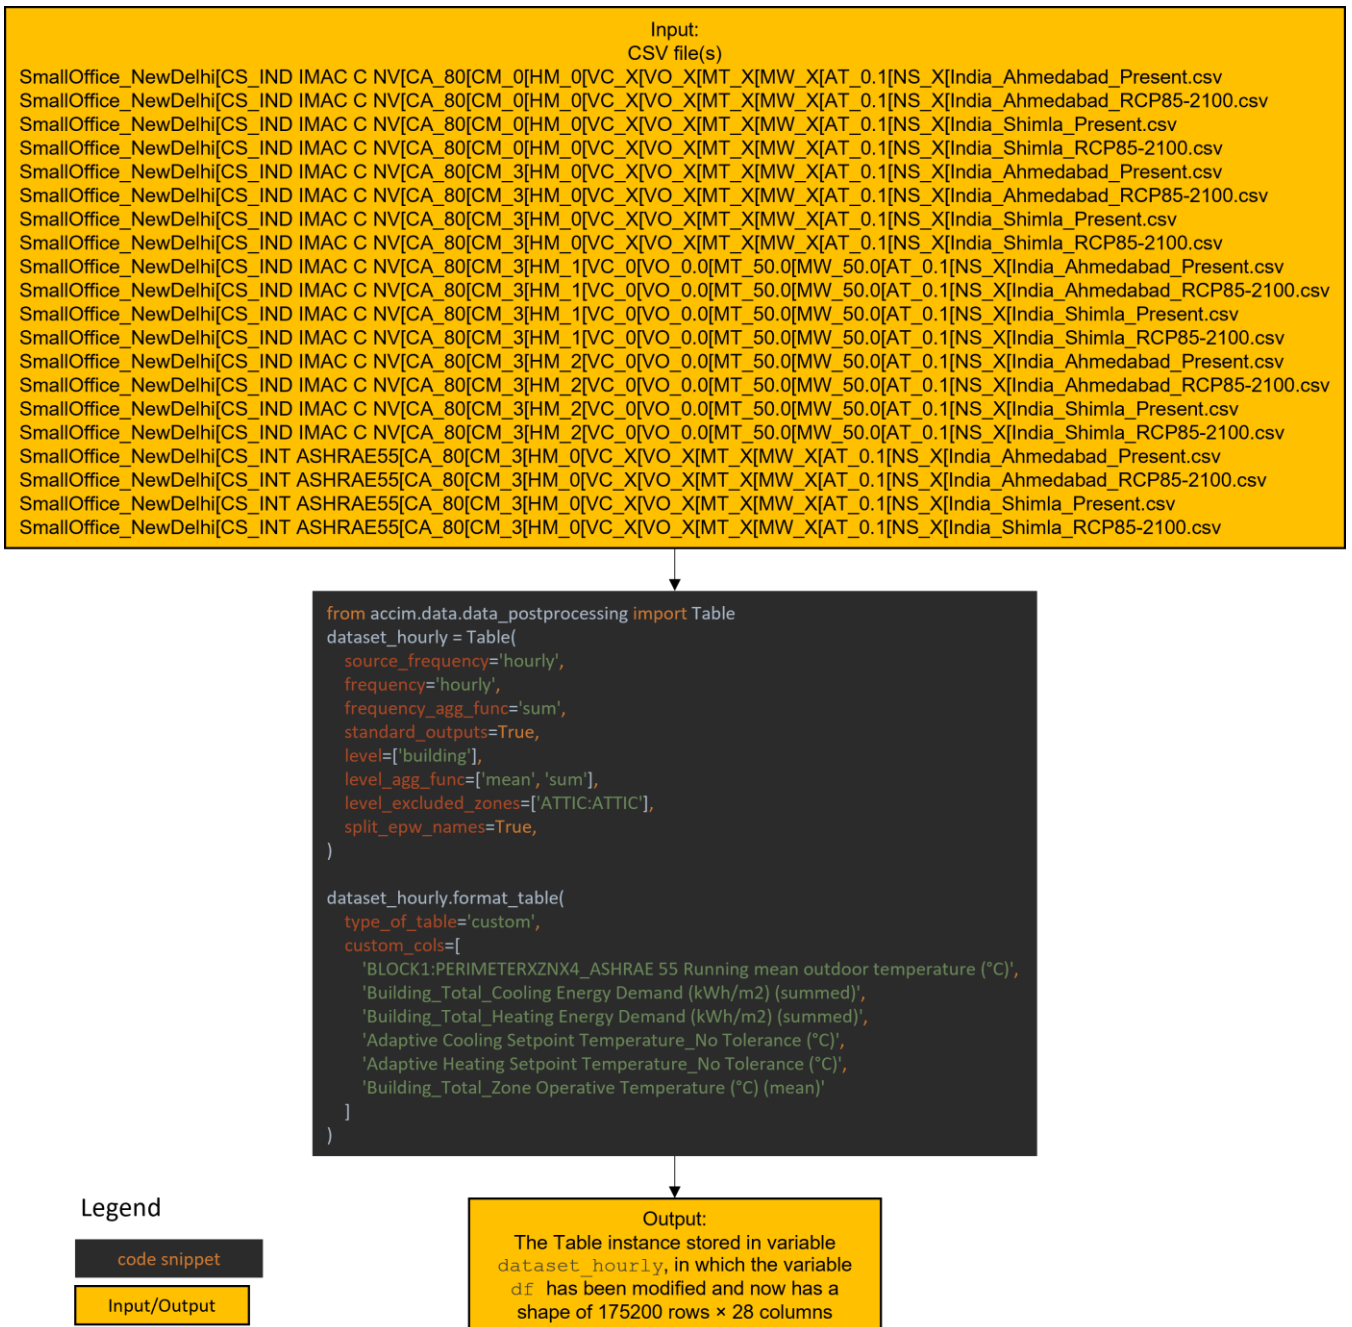 Input:
CSV file(s)
SmallOffice_NewDelhi[CS_IND IMAC C NV[CA_80[CM_0[HM_0[VC_X[VO_X[MT_X[MW_X[AT_0.1[NS_X[India_Ahmedabad_Present.csv
SmallOffice_NewDelhi[CS_IND IMAC C NV[CA_80[CM_0[HM_0[VC_X[VO_X[MT_X[MW_X[AT_0.1[NS_X[India_Ahmedabad_RCP85-2100.csv
SmallOffice_NewDelhi[CS_IND IMAC C NV[CA_80[CM_0[HM_0[VC_X[VO_X[MT_X[MW_X[AT_0.1[NS_X[India_Shimla_Present.csv
SmallOffice_NewDelhi[CS_IND IMAC C NV[CA_80[CM_0[HM_0[VC_X[VO_X[MT_X[MW_X[AT_0.1[NS_X[India_Shimla_RCP85-2100.csv
SmallOffice_NewDelhi[CS_IND IMAC C NV[CA_80[CM_3[HM_0[VC_X[VO_X[MT_X[MW_X[AT_0.1[NS_X[India_Ahmedabad_Present.csv
SmallOffice_NewDelhi[CS_IND IMAC C NV[CA_80[CM_3[HM_0[VC_X[VO_X[MT_X[MW_X[AT_0.1[NS_X[India_Ahmedabad_RCP85-2100.csv
SmallOffice_NewDelhi[CS_IND IMAC C NV[CA_80[CM_3[HM_0[VC_X[VO_X[MT_X[MW_X[AT_0.1[NS_X[India_Shimla_Present.csv
SmallOffice_NewDelhi[CS_IND IMAC C NV[CA_80[CM_3[HM_0[VC_X[VO_X[MT_X[MW_X[AT_0.1[NS_X[India_Shimla_RCP85-2100.csv
SmallOffice_NewDelhi[CS_IND IMAC C NV[CA_80[CM_3[HM_1[VC_0[VO_0.0[MT_50.0[MW_50.0[AT_0.1[NS_X[India_Ahmedabad_Present.csv
SmallOffice_NewDelhi[CS_IND IMAC C NV[CA_80[CM_3[HM_1[VC_0[VO_0.0[MT_50.0[MW_50.0[AT_0.1[NS_X[India_Ahmedabad_RCP85-2100.csv
SmallOffice_NewDelhi[CS_IND IMAC C NV[CA_80[CM_3[HM_1[VC_0[VO_0.0[MT_50.0[MW_50.0[AT_0.1[NS_X[India_Shimla_Present.csv
SmallOffice_NewDelhi[CS_IND IMAC C NV[CA_80[CM_3[HM_1[VC_0[VO_0.0[MT_50.0[MW_50.0[AT_0.1[NS_X[India_Shimla_RCP85-2100.csv
SmallOffice_NewDelhi[CS_IND IMAC C NV[CA_80[CM_3[HM_2[VC_0[VO_0.0[MT_50.0[MW_50.0[AT_0.1[NS_X[India_Ahmedabad_Present.csv
SmallOffice_NewDelhi[CS_IND IMAC C NV[CA_80[CM_3[HM_2[VC_0[VO_0.0[MT_50.0[MW_50.0[AT_0.1[NS_X[India_Ahmedabad_RCP85-2100.csv
SmallOffice_NewDelhi[CS_IND IMAC C NV[CA_80[CM_3[HM_2[VC_0[VO_0.0[MT_50.0[MW_50.0[AT_0.1[NS_X[India_Shimla_Present.csv
SmallOffice_NewDelhi[CS_IND IMAC C NV[CA_80[CM_3[HM_2[VC_0[VO_0.0[MT_50.0[MW_50.0[AT_0.1[NS_X[India_Shimla_RCP85-2100.csv
SmallOffice_NewDelhi[CS_INT ASHRAE55[CA_80[CM_3[HM_0[VC_X[VO_X[MT_X[MW_X[AT_0.1[NS_X[India_Ahmedabad_Present.csv
SmallOffice_NewDelhi[CS_INT ASHRAE55[CA_80[CM_3[HM_0[VC_X[VO_X[MT_X[MW_X[AT_0.1[NS_X[India_Ahmedabad_RCP85-2100.csv
SmallOffice_NewDelhi[CS_INT ASHRAE55[CA_80[CM_3[HM_0[VC_X[VO_X[MT_X[MW_X[AT_0.1[NS_X[India_Shimla_Present.csv
SmallOffice_NewDelhi[CS_INT ASHRAE55[CA_80[CM_3[HM_0[VC_X[VO_X[MT_X[MW_X[AT_0.1[NS_X[India_Shimla_RCP85-2100.csv
from accim.data.data_postprocessing import Table
dataset_hourly = Table(
source_frequency='hourly',
frequency='hourly',
frequency_agg_func='sum',
standard_outputs=True,
level=['building'],
level_agg_func=['mean', 'sum'],
level_excluded_zones=['ATTIC:ATTIC'],
split_epw_names=True,
)
dataset_hourly.format_table(
type_of_table='custom',
custom_cols=[
'BLOCK1:PERIMETERXZNX4_ASHRAE 55 Running mean outdoor temperature (°C)',
'Building_Total_Cooling Energy Demand (kWh/m2) (summed)',
'Building_Total_Heating Energy Demand (kWh/m2) (summed)',
'Adaptive Cooling Setpoint Temperature_No Tolerance (°C)',
'Adaptive Heating Setpoint Temperature_No Tolerance (°C)',
'Building_Total_Zone Operative Temperature (°C) (mean)'
]
)
Legend
code snippet
Input/Output
Output:
The Table instance stored in variable
dataset_hourly, in which the variable
df has been modified and now has a
shape of 175200 rows × 28 columns